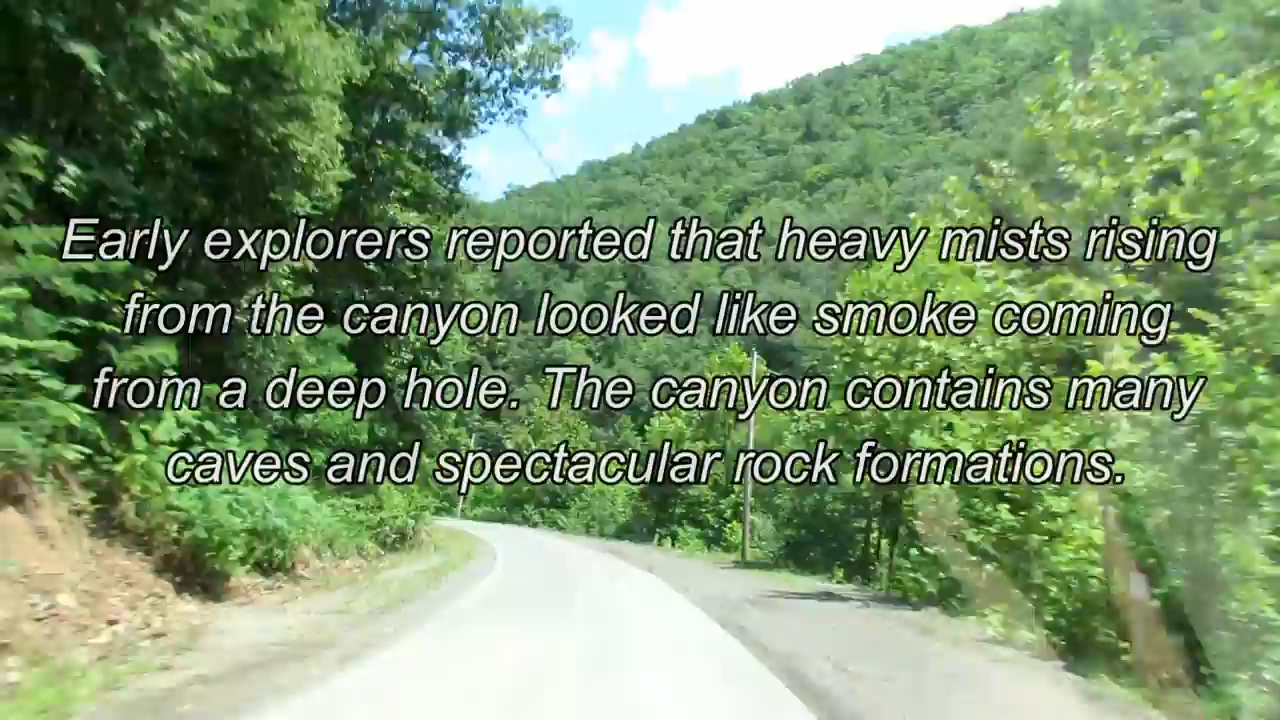 Early explorers reported that heavy mists rising
from the canyon looked like smoke coming
from a deep hole. The canyon contains many
caves and spectacular rock formations.